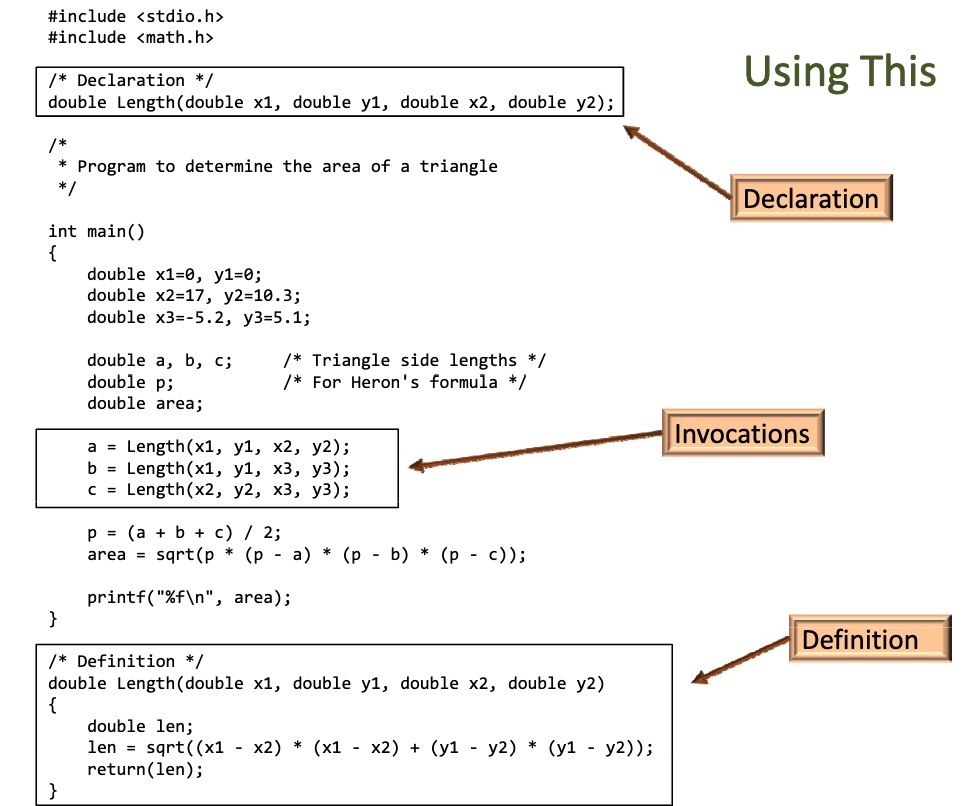 #include <stdio.h>
#include <math.h>
Using This
/* Declaration */
double Length(double x1, double y1, double x2, double y2);
/*
 * Program to determine the area of a triangle
 */
Declaration
int main()
{
    double x1=0, y1=0;
    double x2=17, y2=10.3;
    double x3=-5.2, y3=5.1;
    double a, b, c;     /* Triangle side lengths */
    double p;           /* For Heron's formula */
    double area;
    a = Length(x1, y1, x2, y2);
    b = Length(x1, y1, x3, y3);
    c = Length(x2, y2, x3, y3);
Invocations
    p = (a + b + c) / 2;
    area = sqrt(p * (p - a) * (p - b) * (p - c));
    printf("%f\n", area);
}
/* Definition */
double Length(double x1, double y1, double x2, double y2)
{
    double len;
    len = sqrt((x1 - x2) * (x1 - x2) + (y1 - y2) * (y1 - y2));
    return(len);
}
Definition